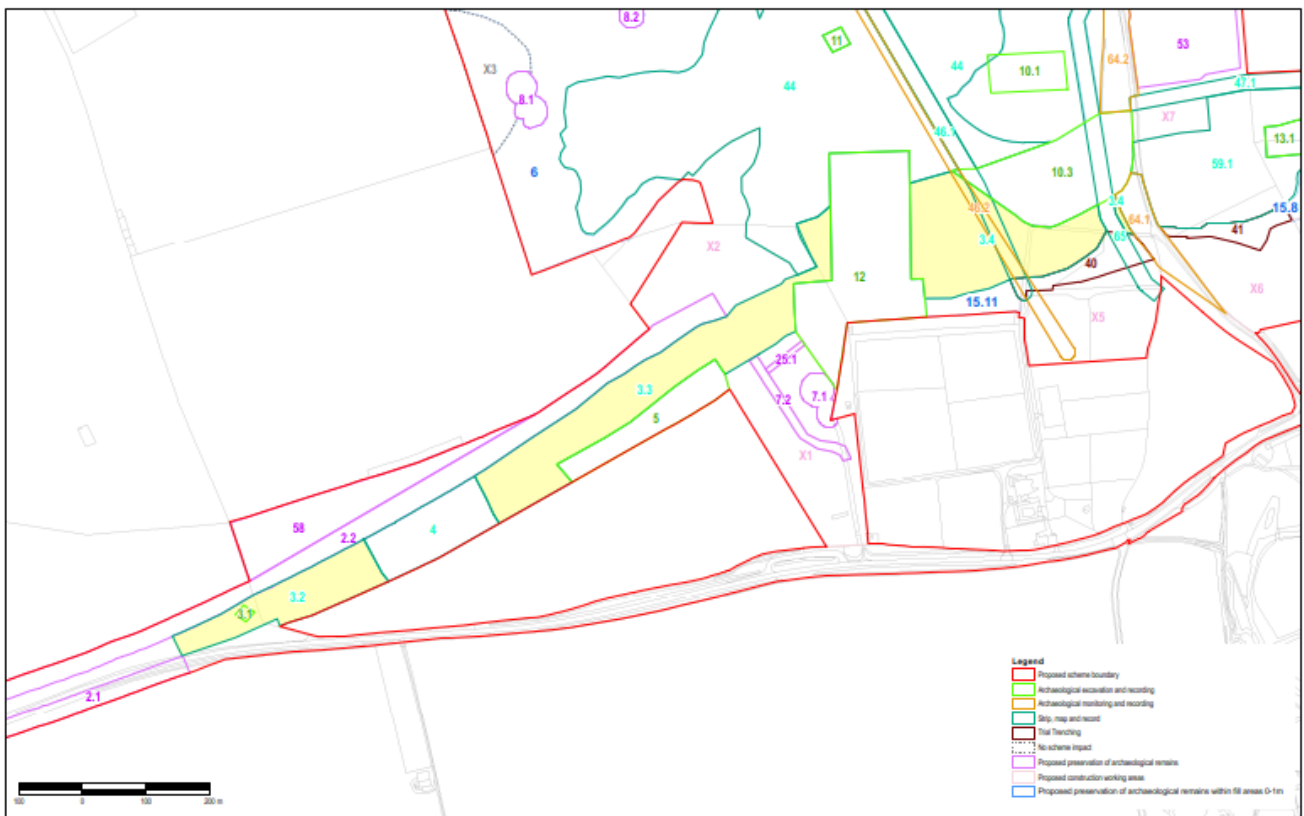 8.2
11
53
64.2
44
10.1
X3
44
8.1
47.1
X7
46.1
13.1
59.1
6
10.3
3.4
46.2
15.8
64.1
41
3.4
65
X2
40
12
X6
15.11
X5
25.1
3.3
7.2
7.1
5
X1
58
4
2.2
3.2
3.1
2.1
Legend
Proposed scheme boundary
Archaeological excavation and recording
Archaeological monitoring and recording
Strip, map and record
Trial Trenching
No scheme impact
Proposed preservation of archaeological remains
Proposed construction working areas
Proposed preservation of archaeological remains within fill areas 0-1m
100 0 100 200 m